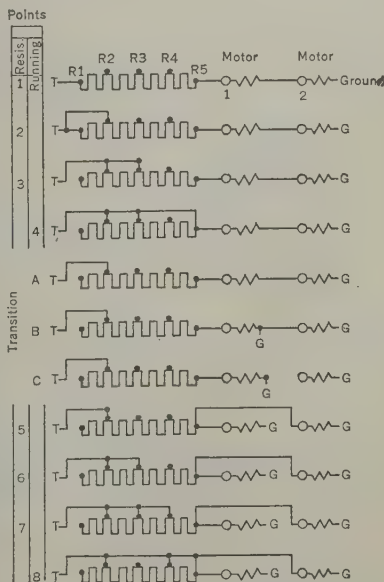 Points
Resis.
Running
R1 R2 R3 R4 R5 Motor Motor
1 T Ground
1 2
2 T G
3 T G
4 T G
Transition
A T G
B T G
G
C T G
G
5 T G G
6 T G G
7 T G G
8 T G G